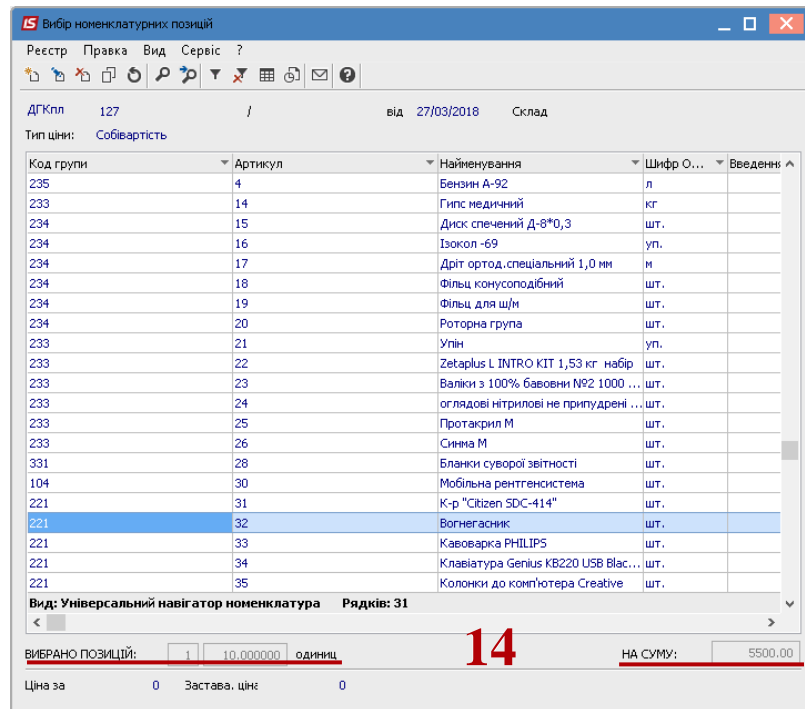 Вибір номенклатурних позицій
Реєстр Правка Вид Сервіс ?
ДГКпл 127 / від 27/03/2018 Склад
Тип ціни: Собівартість
Код групи Артикул Найменування Шифр О... Введення
235 4 Бензин А-92 л
233 14 Гипс медичний кг
234 15 Диск спечений Д-8*0,3 шт.
234 16 Ізокол -69 уп.
234 17 Дріт ортод.спеціальний 1,0 мм м
234 18 Фільц конусоподібний шт.
234 19 Фільц для ш/м шт.
234 20 Роторна група шт.
233 21 Упін уп.
233 22 Zetaplus L INTRO KIT 1,53 кг набір шт.
233 23 Валіки з 100% бавовни №2 1000 ... шт.
233 24 оглядові нітрилові не припудрені ... шт.
233 25 Протакрил М шт.
233 26 Синма М шт.
331 28 Бланки суворої звітності шт.
104 30 Мобільна рентгенсистема шт.
221 31 К-р "Citizen SDC-414" шт.
221 32 Вогнегасник шт.
221 33 Кавоварка PHILIPS шт.
221 34 Клавіатура Genius KB220 USB Blac... шт.
221 35 Колонки до комп'ютера Creative шт.
Вид: Універсальний навігатор номенклатура Рядків: 31
ВИБРАНО ПОЗИЦІЙ: 1 10.000000 одиниц 14 НА СУМУ: 5500.00
Ціна за 0 Застава. ціна 0